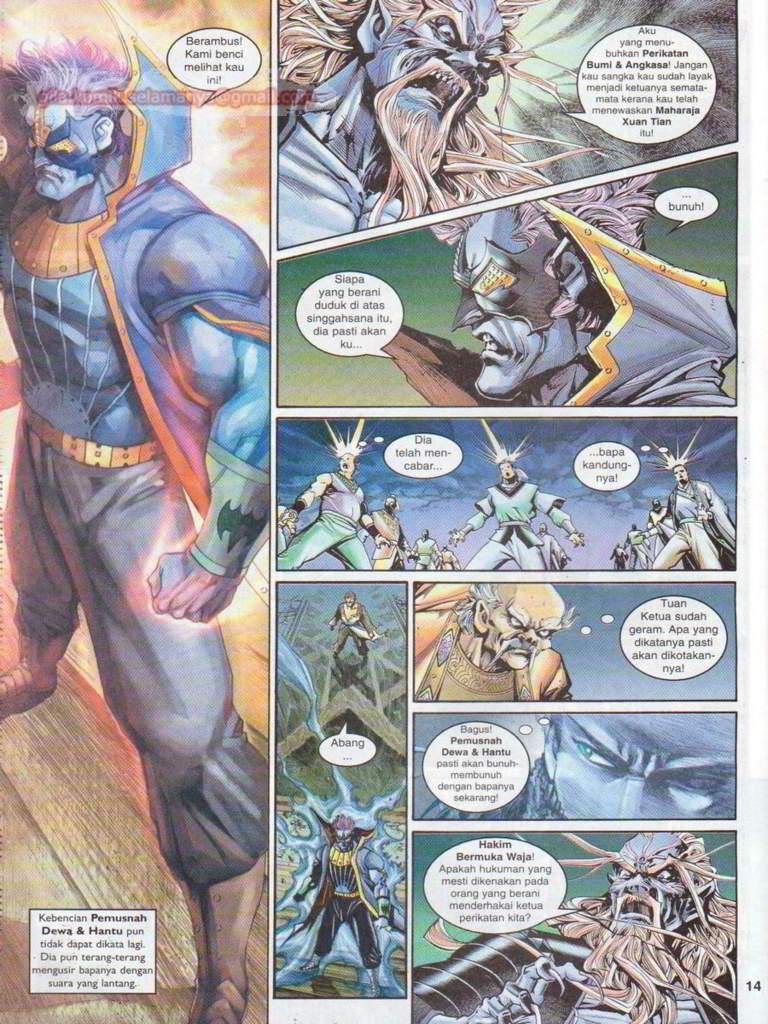 Berambus!
Kami benci
melihat kau
ini!
Aku
yang menu-
buhkan Perikatan
Bumi & Angkasa! Jangan
kau sangka kau sudah layak
menjadi ketuanya semata-
mata kerana kau telah
menewaskan Maharaja
Xuan Tian
itu!
Siapa
yang berani
duduk di atas
singgahsana itu,
dia pasti akan
ku...
...
bunuh!
Dia
telah men-
cabar...
...bapa
kandung-
nya!
Abang
...
Tuan
Ketua sudah
geram. Apa yang
dikatanya pasti
akan dikotakan-
nya!
Bagus!
Pemusnah
Dewa & Hantu
pasti akan bunuh-
membunuh
dengan bapanya
sekarang!
Hakim
Bermuka Waja!
Apakah hukuman yang
mesti dikenakan pada
orang yang berani
menderhakai ketua
perikatan kita?
Kebencian Pemusnah
Dewa & Hantu pun
tidak dapat dikata lagi.
Dia pun terang-terang
mengusir bapanya dengan
suara yang lantang.
14